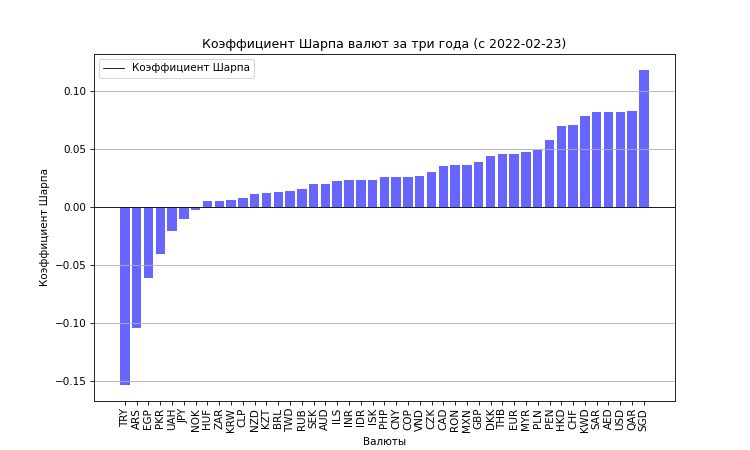 Коэффициент Шарпа валют за три года (с 2022-02-23)
Коэффициент Шарпа
0.10
0.05
0.00
−0.05
−0.10
−0.15
Коэффициент Шарпа
TRY ARS EGP PKR UAH JPY NOK HUF ZAR KRW CLP NZD KZT BRL TWD RUB SEK AUD ILS INR IDR ISK PHP CNY COP VND CZK CAD RON MXN GBP DKK THB EUR MYR PLN PEN HKD CHF KWD SAR AED USD QAR SGD
Валюты